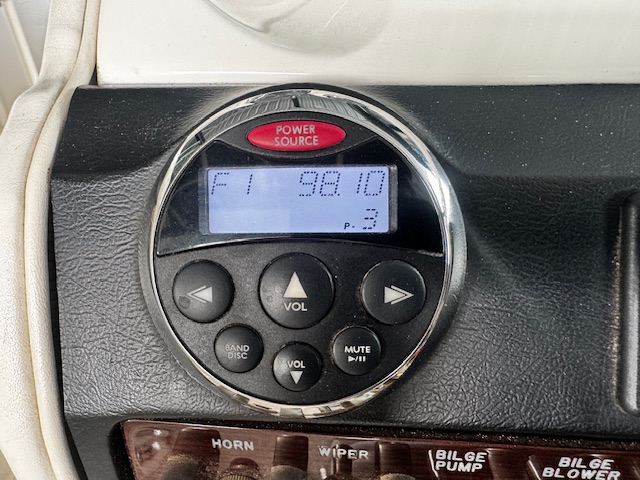 POWER
SOURCE
F1 98.10
P. 3
VOL
BAND
DISC
VOL
MUTE
▶/II
HORN
WIPER
BILGE
PUMP
BILGE
BLOWER